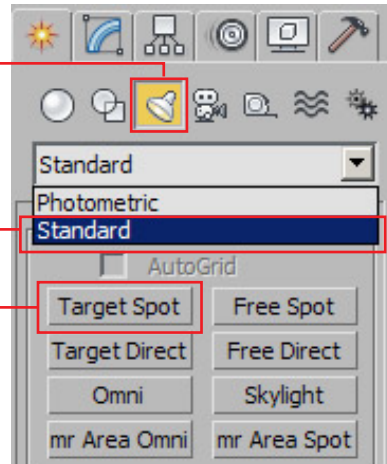 Standard
Photometric
Standard
AutoGrid
Target Spot Free Spot
Target Direct Free Direct
Omni Skylight
mr Area Omni mr Area Spot